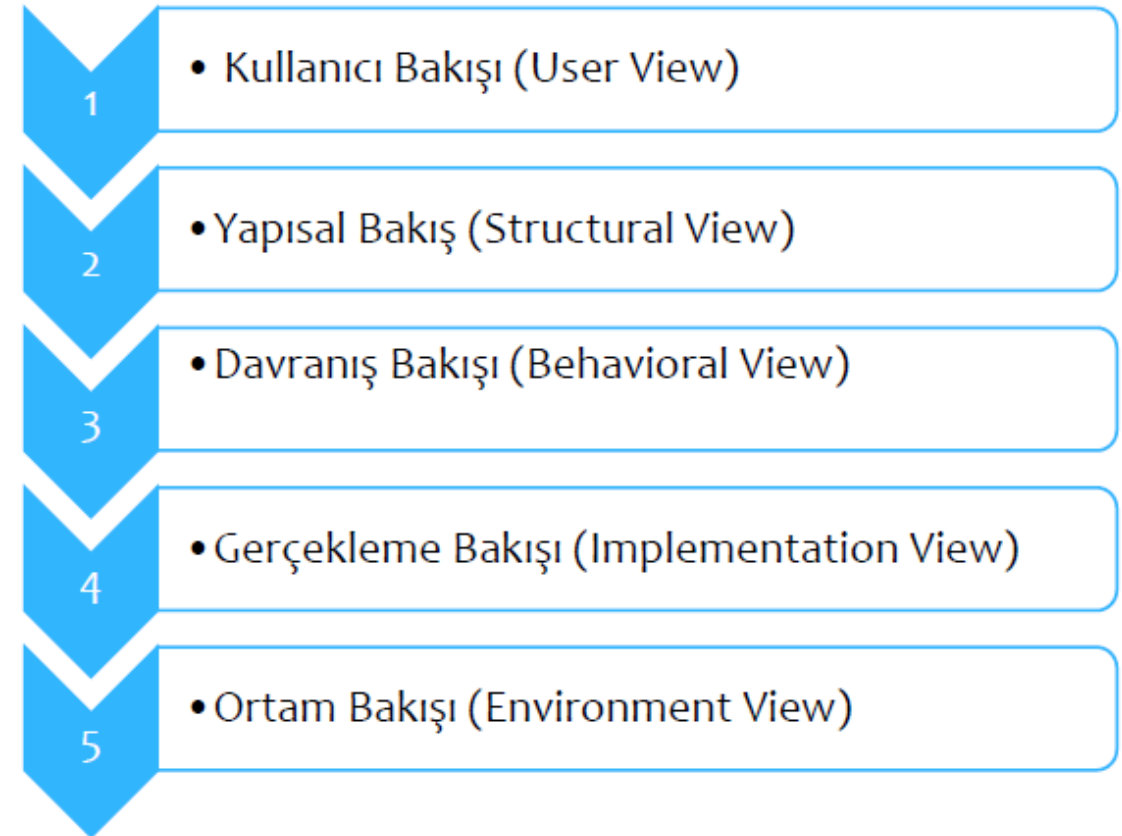 1
• Kullanıcı Bakışı (User View)
2
• Yapısal Bakış (Structural View)
3
• Davranış Bakışı (Behavioral View)
4
• Gerçekleme Bakışı (Implementation View)
5
• Ortam Bakışı (Environment View)